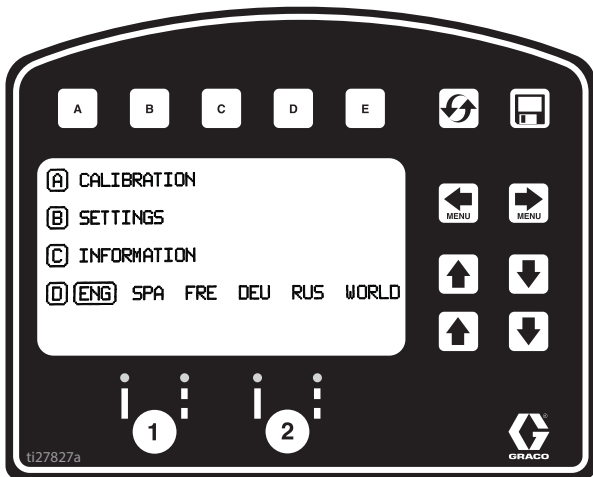 A B C D E
A CALIBRATION
B SETTINGS
C INFORMATION
D ENG SPA FRE DEU RUS WORLD
MENU MENU
1 2
ti27827a
GRACO